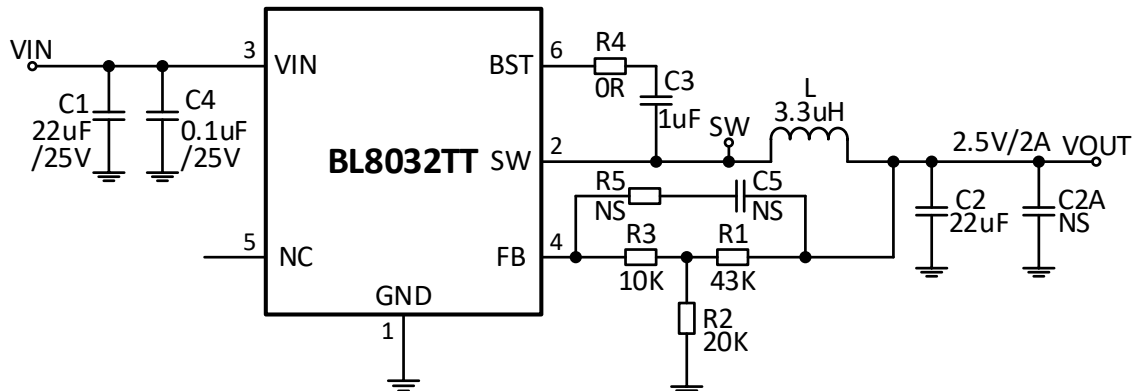 VIN
3
VIN
C1
22uF
/25V
C4
0.1uF
/25V
BL8032TT
BST
6
R4
0R
C3
1uF
SW
2
SW
L
3.3uH
2.5V/2A
VOUT
R5
NS
C5
NS
C2
22uF
C2A
NS
5
NC
FB
4
R3
10K
R1
43K
GND
1
R2
20K